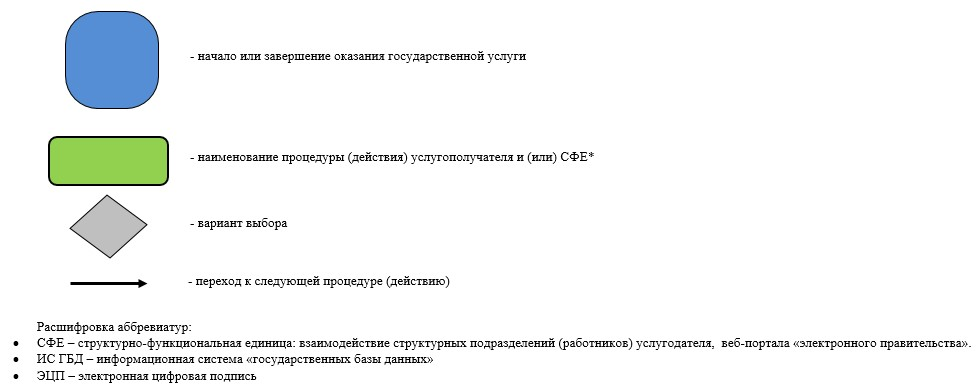 - начало или завершение оказания государственной услуги
- наименование процедуры (действия) услугополучателя и (или) СФЕ*
- вариант выбора
- переход к следующей процедуре (действию)
Расшифровка аббревиатур:
• СФЕ – структурно-функциональная единица: взаимодействие структурных подразделений (работников) услугодателя, веб-портала «электронного правительства».
• ИС ГБД – информационная система «государственных базы данных»
• ЭЦП – электронная цифровая подпись